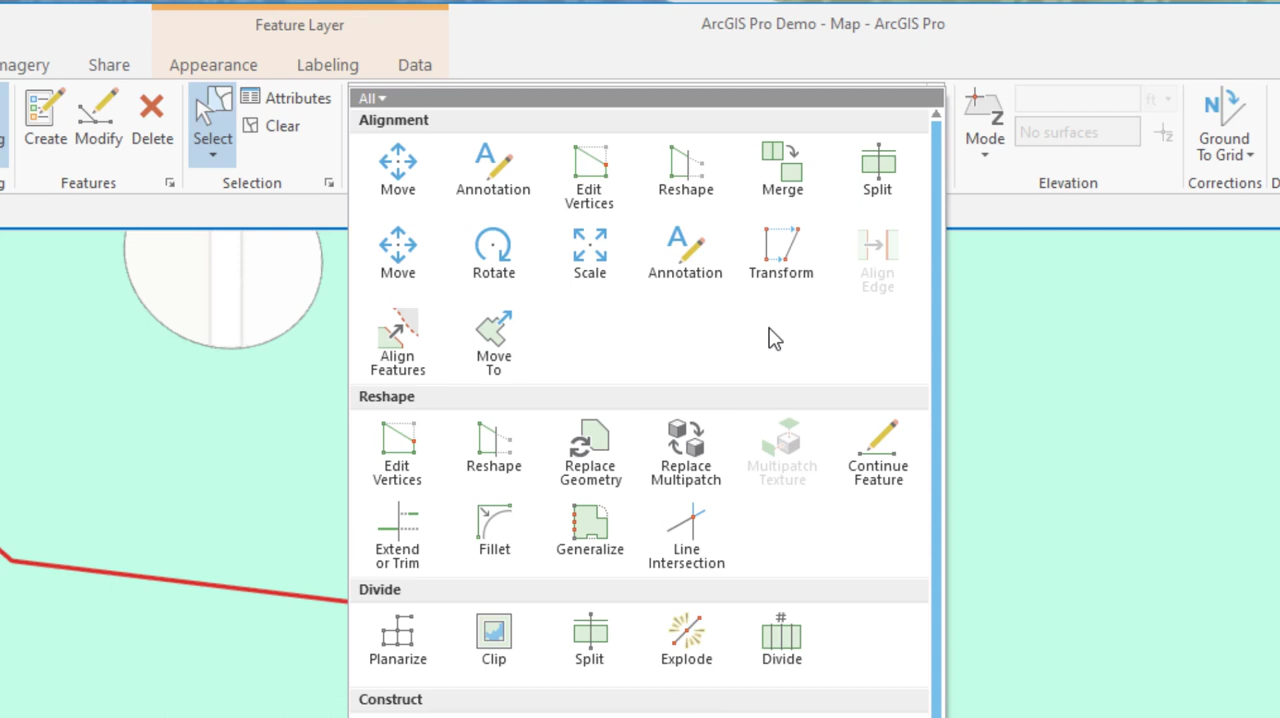 Feature Layer
ArcGIS Pro Demo - Map - ArcGIS Pro
magery Share Appearance Labeling Data
Create Modify Delete
Features
Select
Attributes
Clear
Selection
All
Alignment
Move Annotation Edit Vertices Reshape Merge Split
Move Rotate Scale Annotation Transform Align Edge
Align Features Move To
Reshape
Edit Vertices Reshape Replace Geometry Replace Multipatch Multipatch Texture Continue Feature
Extend or Trim Fillet Generalize Line Intersection
Divide
Planarize Clip Split Explode # Divide
Construct
Z
Mode
ft
No surfaces
Elevation
N
Ground To Grid
Corrections